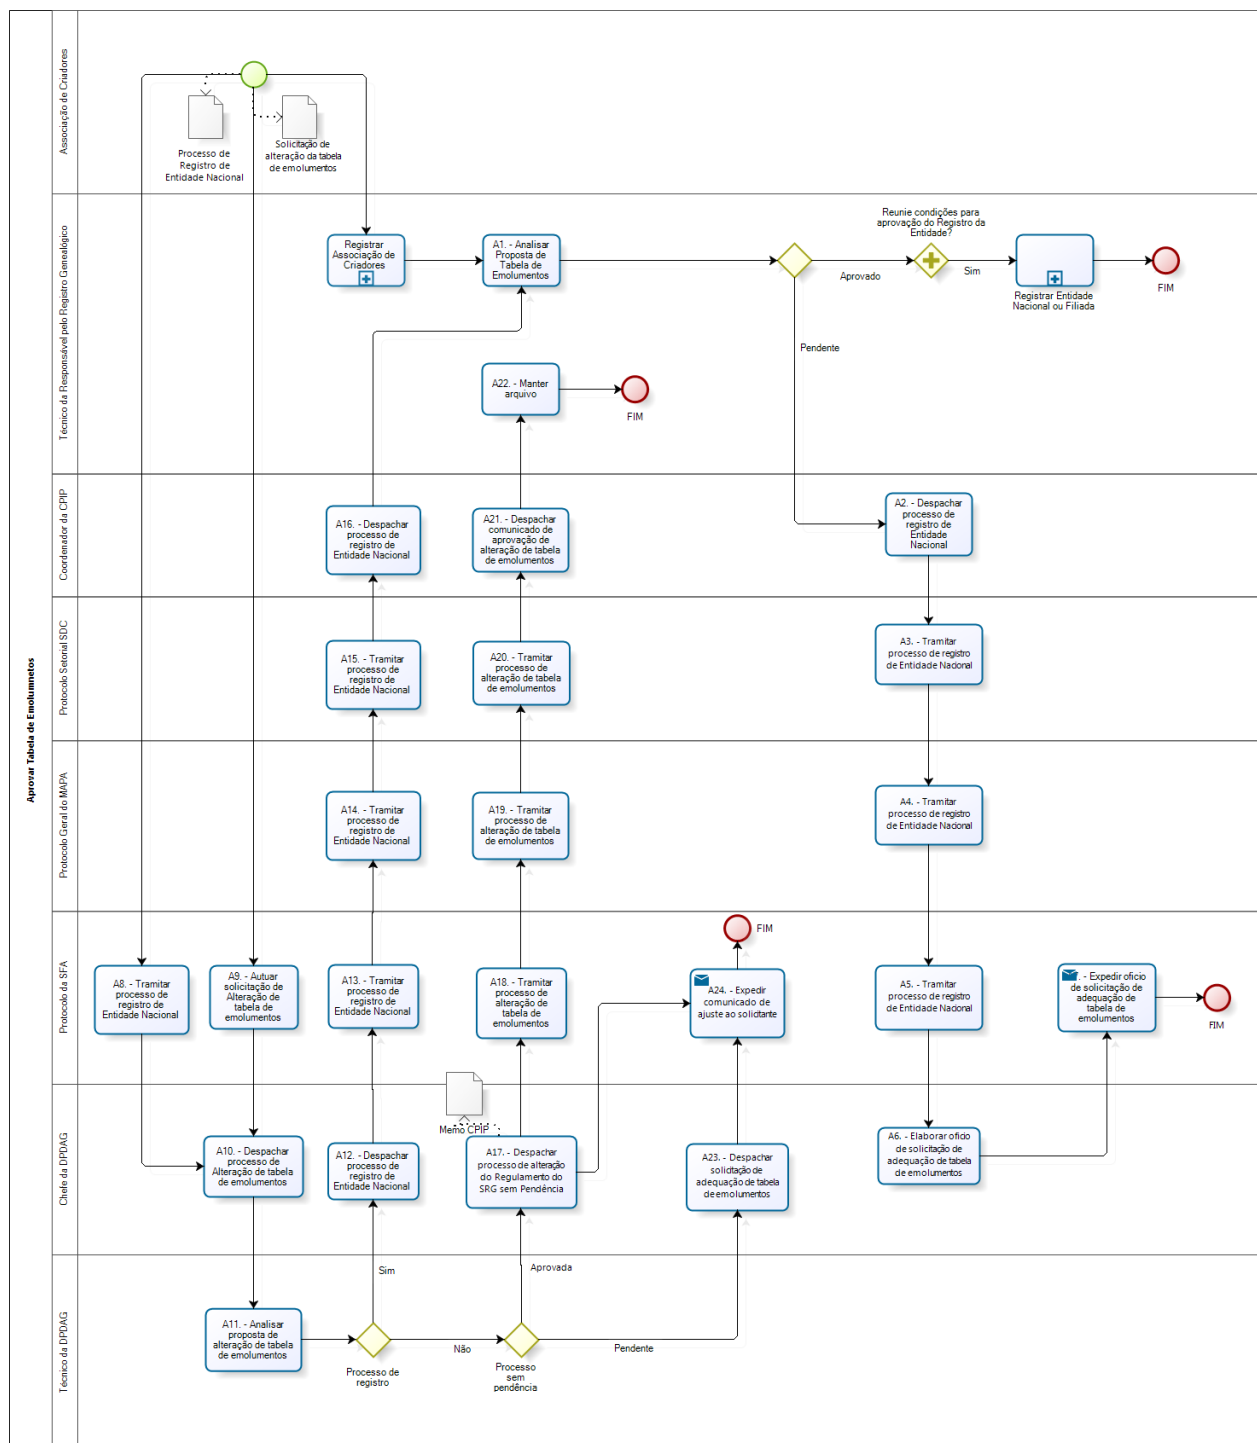 Aprovar Tabela de Emolumnetos
Associação de Criadores
Processo de
Registro de
Entidade Nacional
Solicitação de
alteração da tabela
de emolumentos
Técnico da Responsável pelo Registro Genealógico
Registrar
Associação de
Criadores
A1. - Analisar
Proposta de
Tabela de
Emolumentos
Reunie condições para
aprovação do Registro da
Entidade?
Aprovado
Sim
Registrar Entidade
Nacional ou Filiada
FIM
Pendente
A22. - Manter
arquivo
FIM
Coordenador da CPIP
A16. - Despachar
processo de
registro de
Entidade Nacional
A21. - Despachar
comunicado de
aprovação de
alteração de tabela
de emolumentos
A2. - Despachar
processo de
registro de
Entidade
Nacional
Protocolo Setorial SDC
A15. - Tramitar
processo de
registro de
Entidade Nacional
A20. - Tramitar
processo de
alteração de tabela
de emolumentos
A3. - Tramitar
processo de registro
de Entidade Nacional
Protocolo Geral do MAPA
A14. - Tramitar
processo de
registro de
Entidade Nacional
A19. - Tramitar
processo de
alteração de tabela
de emolumentos
A4. - Tramitar
processo de registro
de Entidade Nacional
Protocolo da SFA
A8. - Tramitar
processo de
registro de
Entidade Nacional
A9. - Autuar
solicitação de
Alteração de
tabela de
emolumentos
A13. - Tramitar
processo de
registro de
Entidade Nacional
A18. - Tramitar
processo de
alteração de
tabela de
emolumentos
FIM
A24. - Expedir
comunicado de
ajuste ao solicitante
A5. - Tramitar
processo de registro
de Entidade Nacional
7. - Expedir oficio
de solicitação de
adequação de
tabela de
emolumentos
FIM
Chefe da DPDAG
A10. - Despachar
processo de
Alteração de tabela
de emolumentos
A12. - Despachar
processo de
registro de
Entidade Nacional
Memo CPIP
A17. - Despachar
processo de alteração
do Regulamento do
SRG sem Pendência
A23. - Despachar
solicitação de
adequação de tabela
de emolumentos
A6. - Elaborar oficio
de solicitação de
adequação de tabela
de emolumentos
Técnico da DPDAG
A11. - Analisar
proposta de
alteração de tabela
de emolumentos
Sim
Processo de
registro
Não
Aprovada
Processo
sem
pendência
Pendente